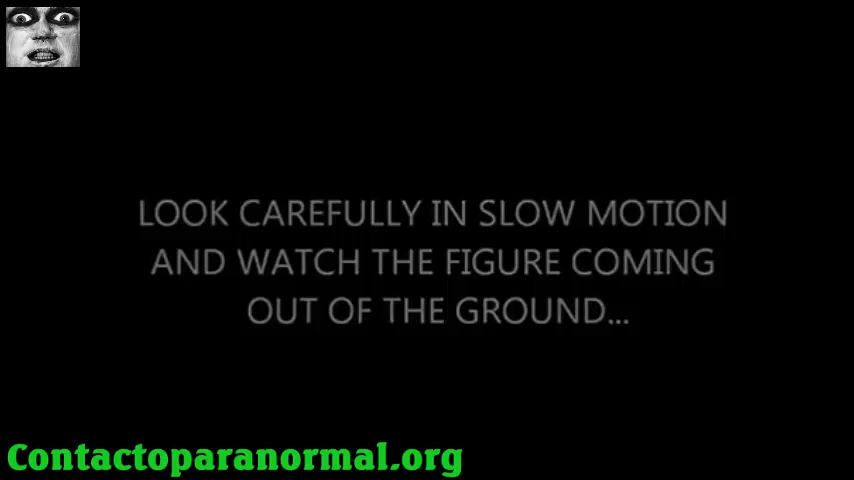 LOOK CAREFULLY IN SLOW MOTION
AND WATCH THE FIGURE COMING
OUT OF THE GROUND...
Contactoparanormal.org